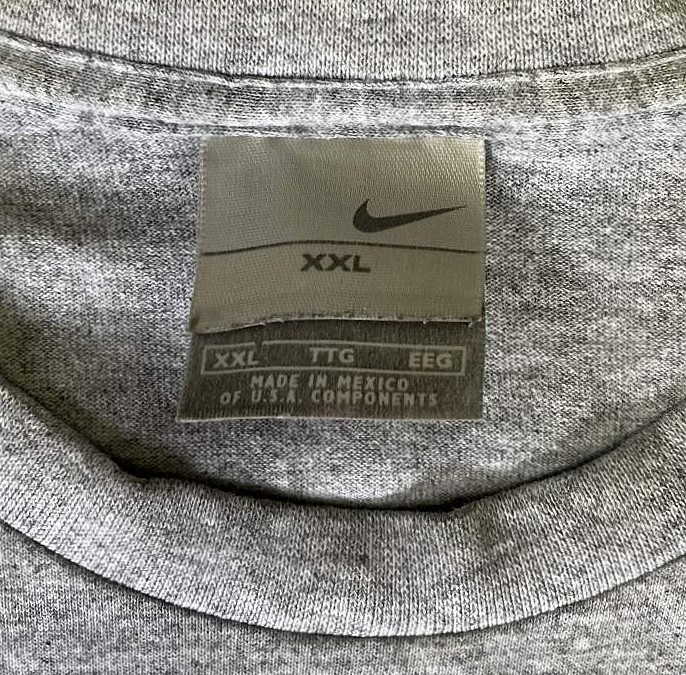 XXL
XXL TTG EEG
MADE IN MEXICO
OF U.S.A. COMPONENTS